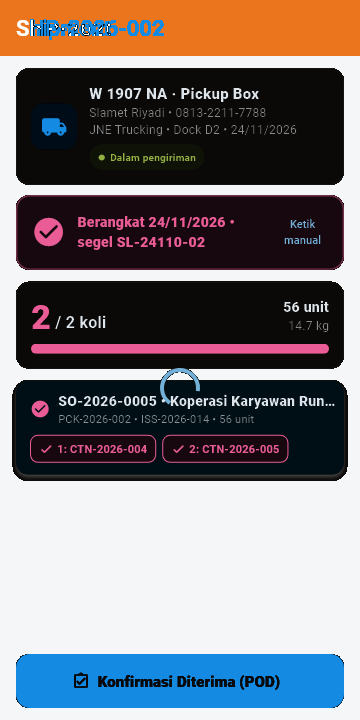 W 1907 NA · Pickup Box
Slamet Riyadi • 0813-2211-7788
JNE Trucking • Dock D2 • 24/11/2026
Dalam pengiriman
Berangkat 24/11/2026 •
segel SL-24110-02
Ketik
manual
2 / 2 koli
56 unit
14.7 kg
SO-2026-0005 • Koperasi Karyawan Run…
PCK-2026-002 • ISS-2026-014 • 56 unit
1: CTN-2026-004
2: CTN-2026-005
Konfirmasi Diterima (POD)